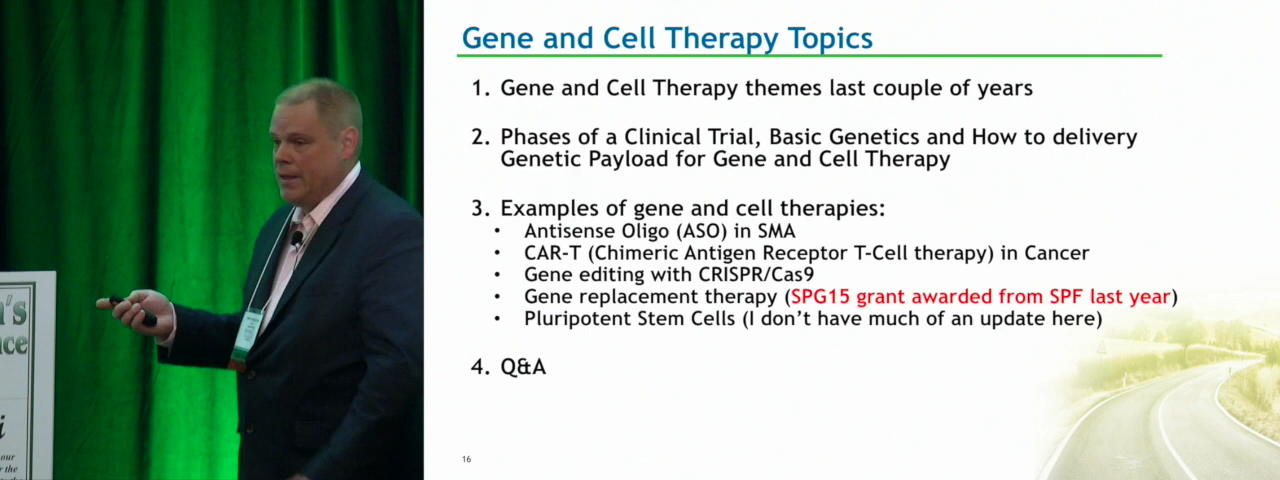 Gene and Cell Therapy Topics
1. Gene and Cell Therapy themes last couple of years
2. Phases of a Clinical Trial, Basic Genetics and How to delivery
Genetic Payload for Gene and Cell Therapy
3. Examples of gene and cell therapies:
• Antisense Oligo (ASO) in SMA
• CAR-T (Chimeric Antigen Receptor T-Cell therapy) in Cancer
• Gene editing with CRISPR/Cas9
• Gene replacement therapy (SPG15 grant awarded from SPF last year)
• Pluripotent Stem Cells (I don't have much of an update here)
4. Q&A
16